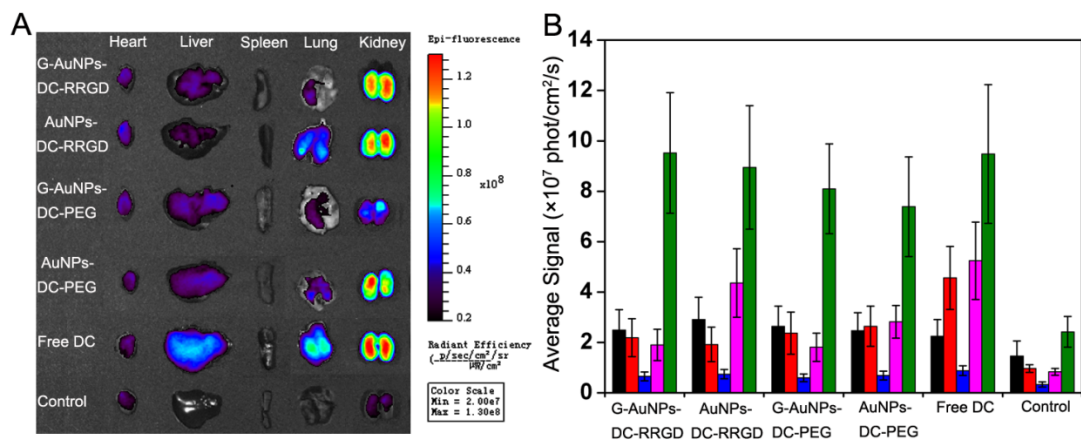 A
Heart Liver Spleen Lung Kidney
G-AuNPs-
DC-RRGD
AuNPs-
DC-RRGD
G-AuNPs-
DC-PEG
AuNPs-
DC-PEG
Free DC
Control
Epi-fluorescence
1.2
1.0
x10⁸
0.8
0.6
0.4
0.2
Radiant Efficiency
(p/sec/cm²/sr
µW/cm²
Color Scale
Min = 2.00e7
Max = 1.30e8
B
Average Signal (×10⁷ phot/cm²/s)
14
12
10
8
6
4
2
0
G-AuNPs-
DC-RRGD
AuNPs-
DC-RRGD
G-AuNPs-
DC-PEG
AuNPs-
DC-PEG
Free DC
Control